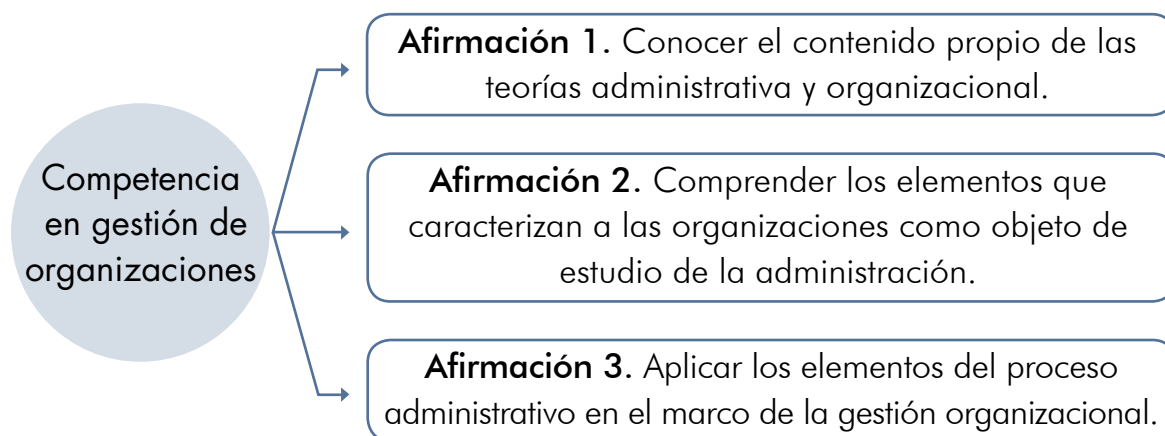 Competencia
en gestión de
organizaciones
Afirmación 1. Conocer el contenido propio de las
teorías administrativa y organizacional.
Afirmación 2. Comprender los elementos que
caracterizan a las organizaciones como objeto de
estudio de la administración.
Afirmación 3. Aplicar los elementos del proceso
administrativo en el marco de la gestión organizacional.